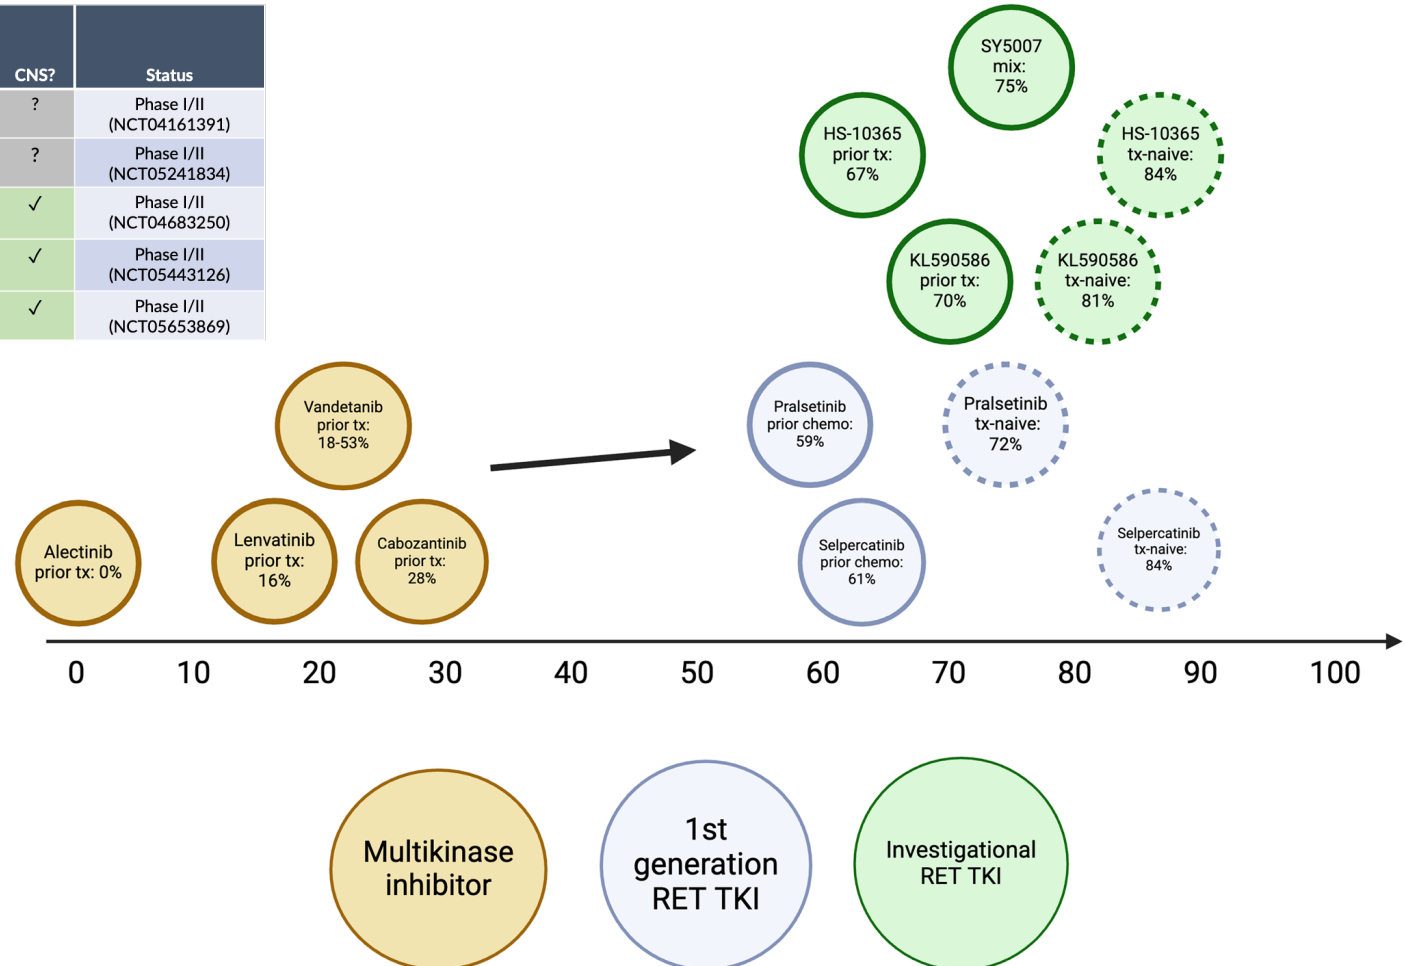 CNS? Status
? Phase I/II
(NCT04161391)
? Phase I/II
(NCT05241834)
✓ Phase I/II
(NCT04683250)
✓ Phase I/II
(NCT05443126)
✓ Phase I/II
(NCT05653869)
SY5007
mix:
75%
HS-10365
prior tx:
67%
HS-10365
tx-naive:
84%
KL590586
prior tx:
70%
KL590586
tx-naive:
81%
Vandetanib
prior tx:
18-53%
Pralsetinib
prior chemo:
59%
Pralsetinib
tx-naive:
72%
Alectinib
prior tx: 0%
Lenvatinib
prior tx:
16%
Cabozantinib
prior tx:
28%
Selpercatinib
prior chemo:
61%
Selpercatinib
tx-naive:
84%
0 10 20 30 40 50 60 70 80 90 100
Multikinase
inhibitor
1st
generation
RET TKI
Investigational
RET TKI